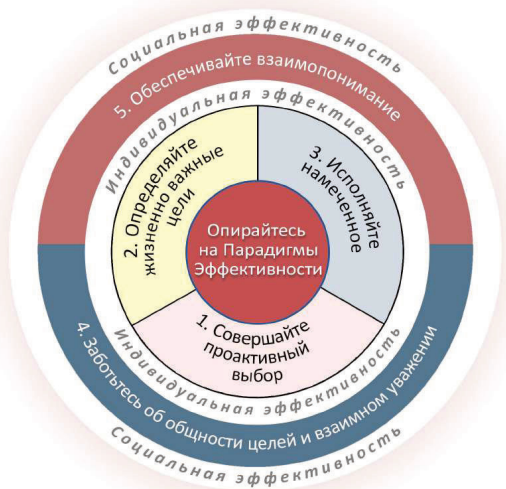 Социальная эффективность
5. Обеспечивайте взаимопонимание
Индивидуальная эффективность
2. Определяйте
жизненно важные
цели
3. Исполняйте
намеченное
Опирайтесь
на Парадигмы
Эффективности
1. Совершайте
проактивный
выбор
Индивидуальная эффективность
4. Заботьтесь об общности целей и взаимном уважении
Социальная эффективность